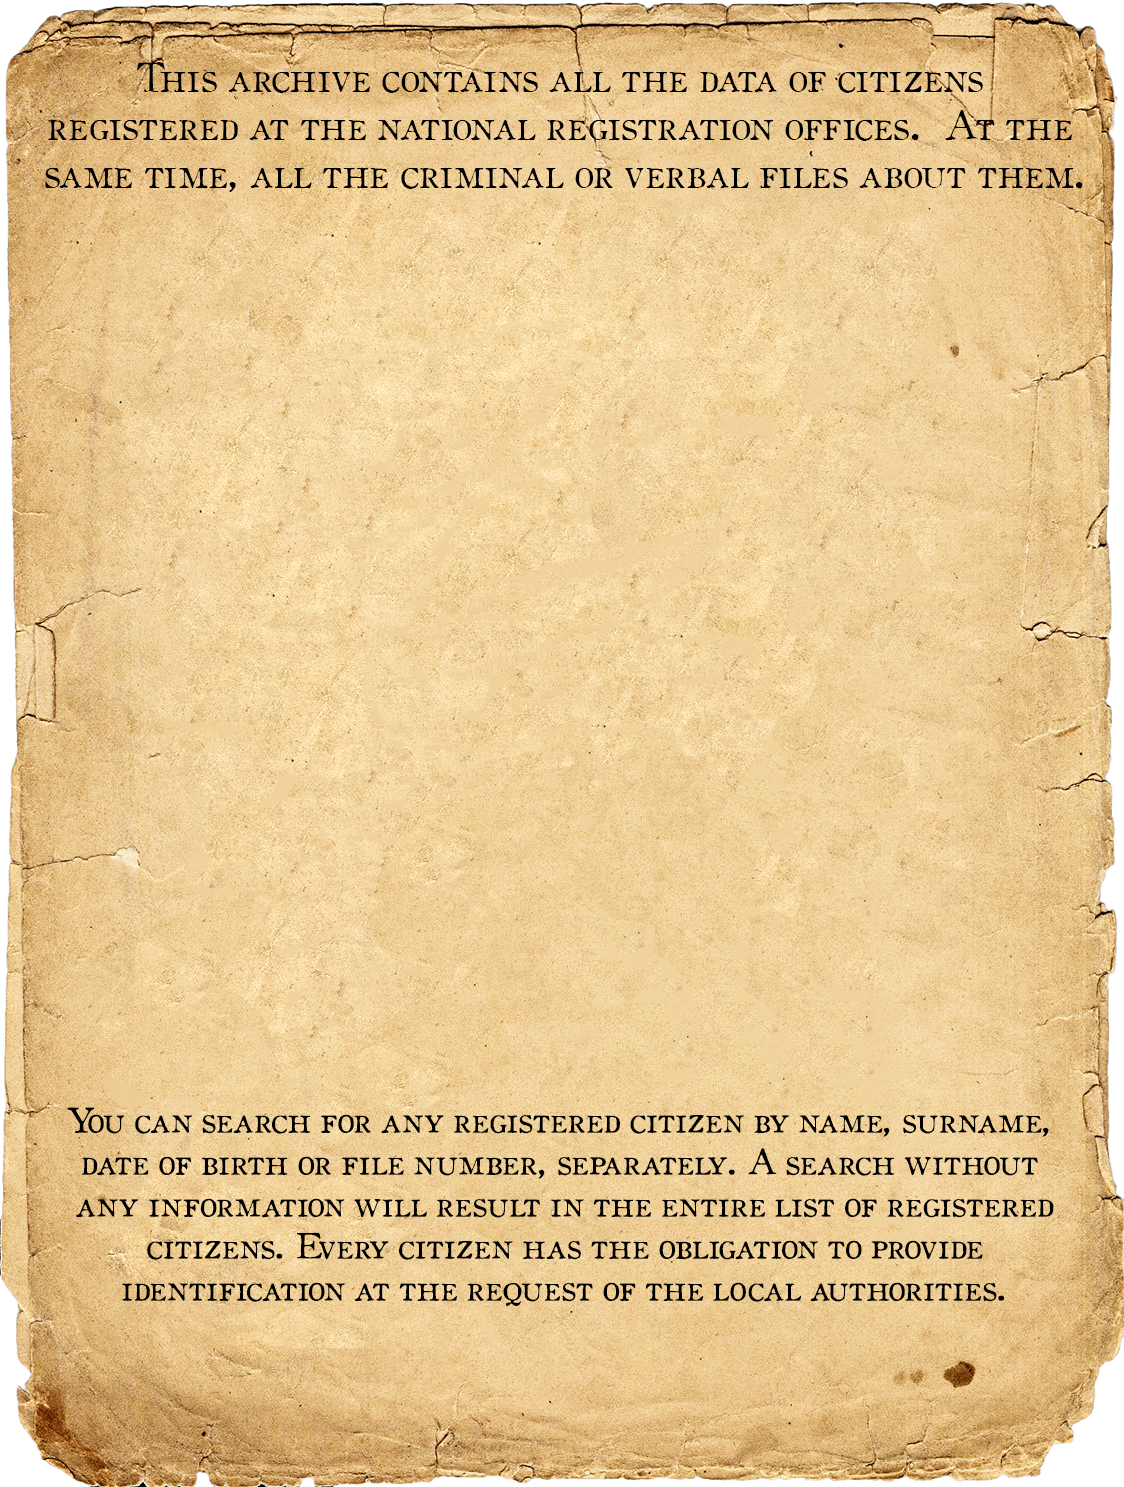 This archive contains all the data of citizens
registered at the national registration offices. At the
same time, all the criminal or verbal files about them.
You can search for any registered citizen by name, surname,
date of birth or file number, separately. A search without
any information will result in the entire list of registered
citizens. Every citizen has the obligation to provide
identification at the request of the local authorities.